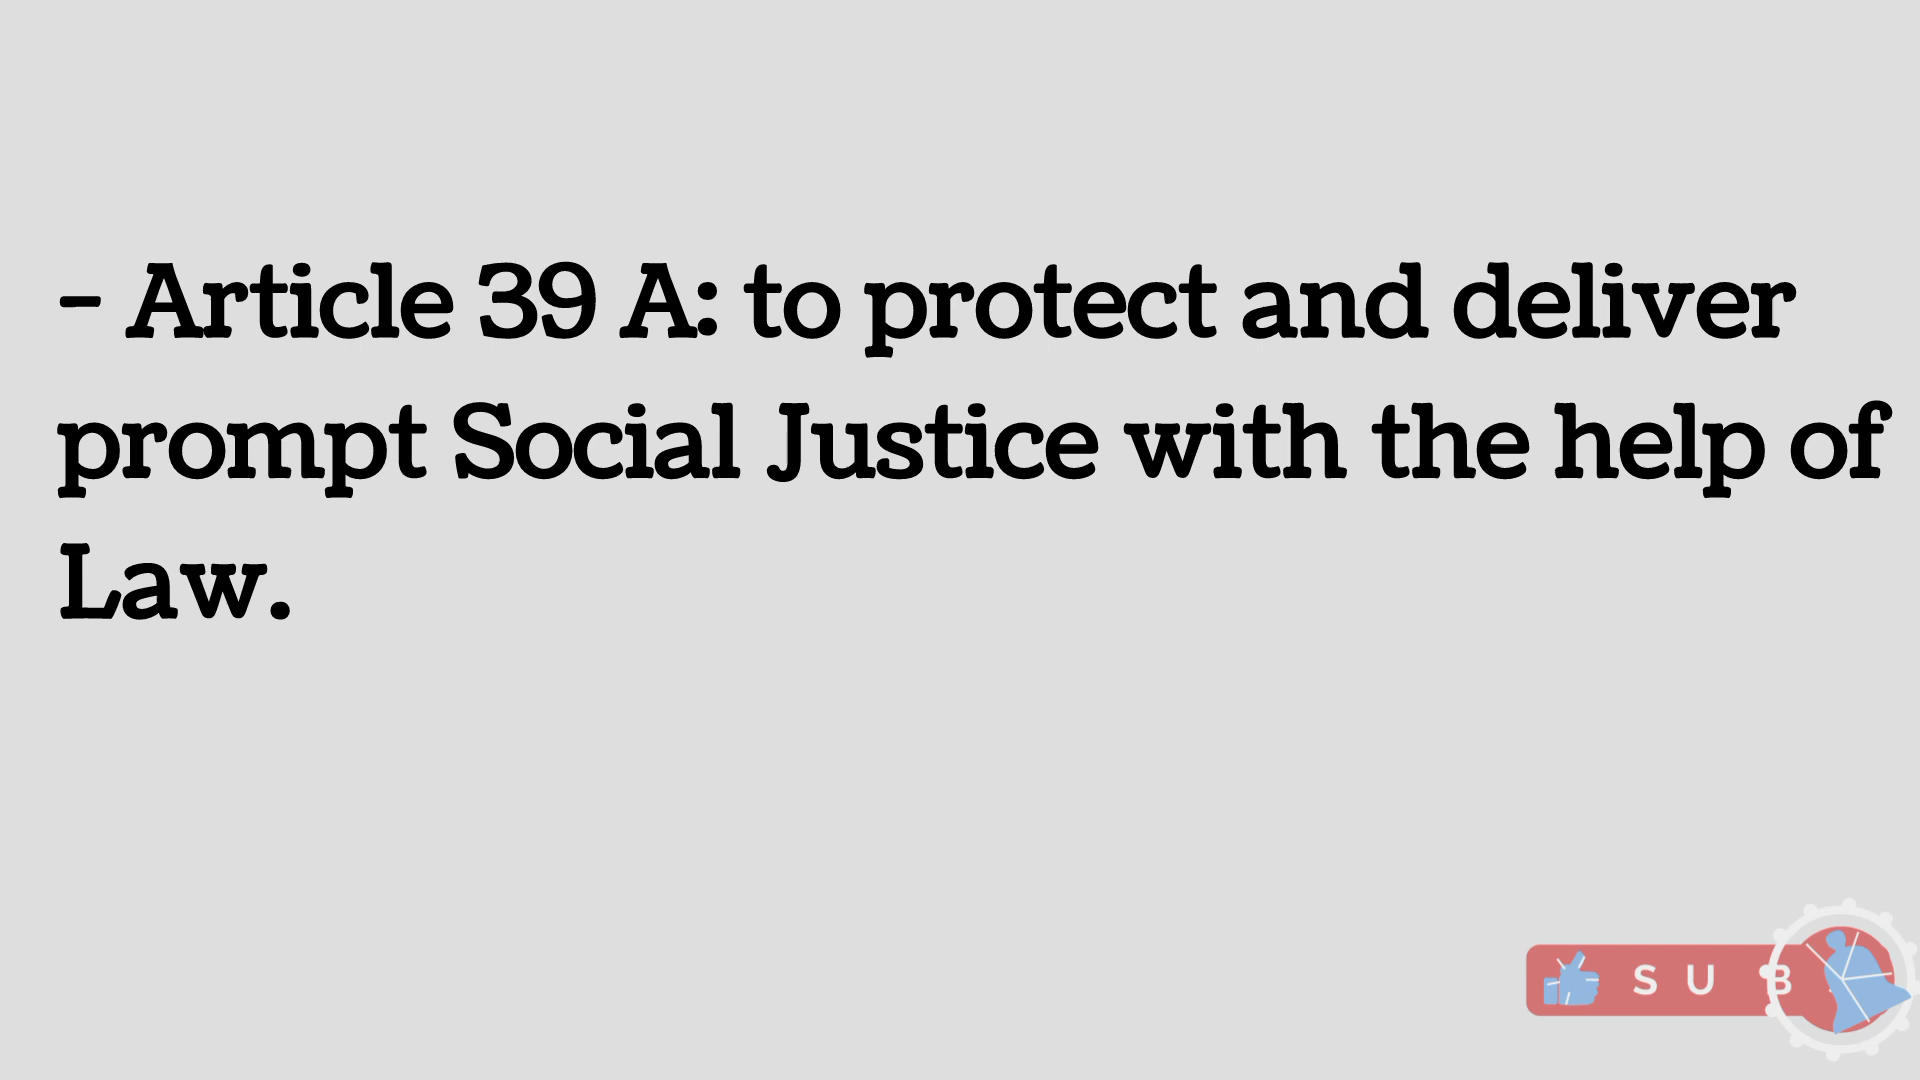 - Article 39 A: to protect and deliver
prompt Social Justice with the help of
Law.
S U B